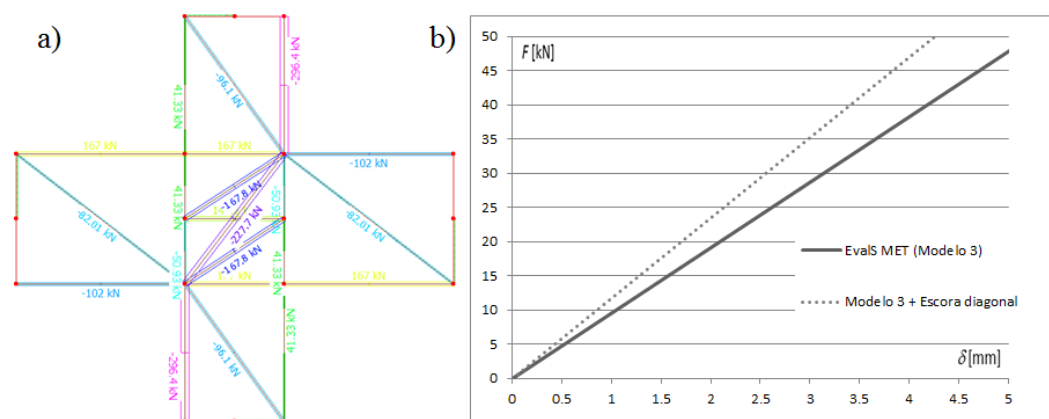 a)
-96.1 kN
-296.4 kN
41.33 kN
167 kN
167 kN
-102 kN
-82.01 kN
41.33 kN
-167.8 kN
-227.7 kN
-167.8 kN
-50.93 kN
-82.01 kN
-50.93 kN
41.33 kN
-102 kN
167 kN
-296.4 kN
-96.1 kN
41.33 kN
b)
F [kN]
50
45
40
35
30
25
20
15
10
5
0
EvalS MET (Modelo 3)
Modelo 3 + Escora diagonal
δ [mm]
0 0.5 1 1.5 2 2.5 3 3.5 4 4.5 5